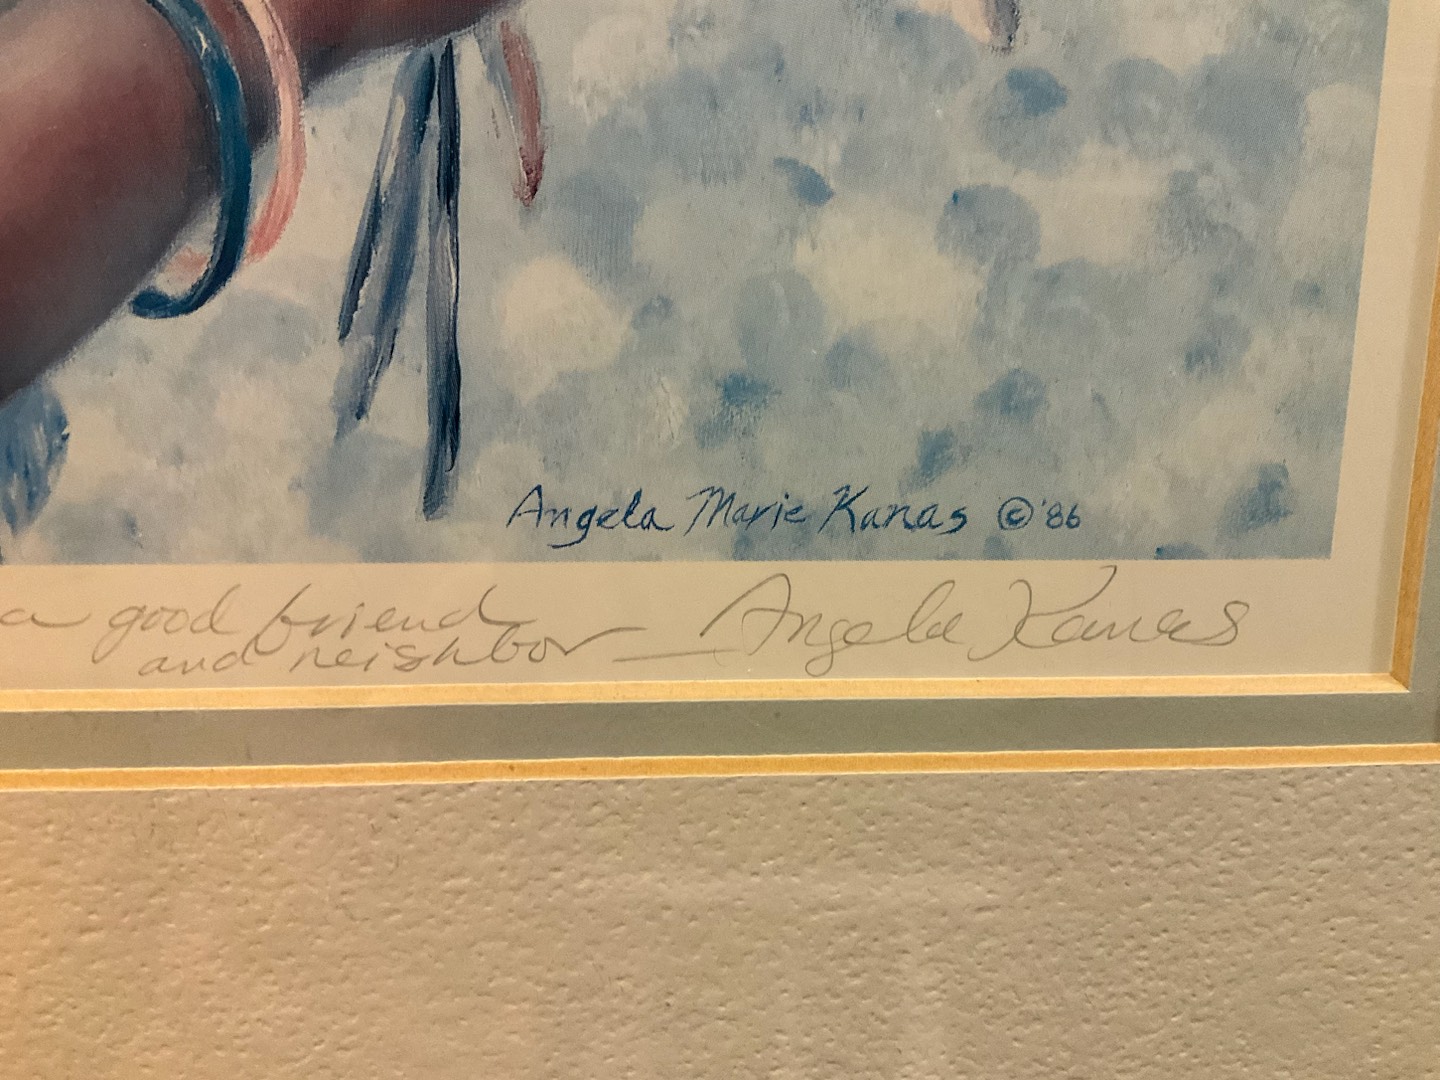 Angela Marie Kanas ©'86
a good friend
and neighbor — Angela Kanas